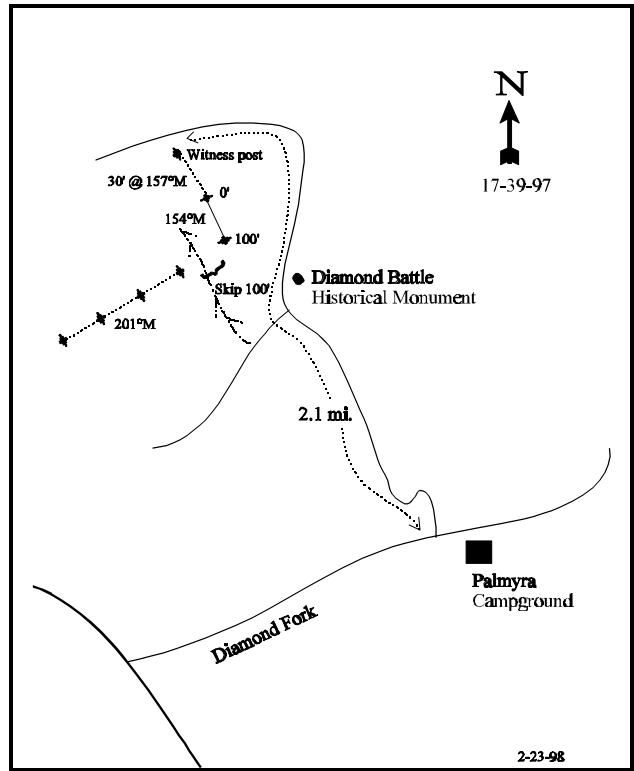 N
17-39-97
Witness post
30' @ 157°M
0'
154°M
100'
Diamond Battle
Historical Monument
Skip 100'
201°M
2.1 mi.
Palmyra
Campground
Diamond Fork
2-23-98